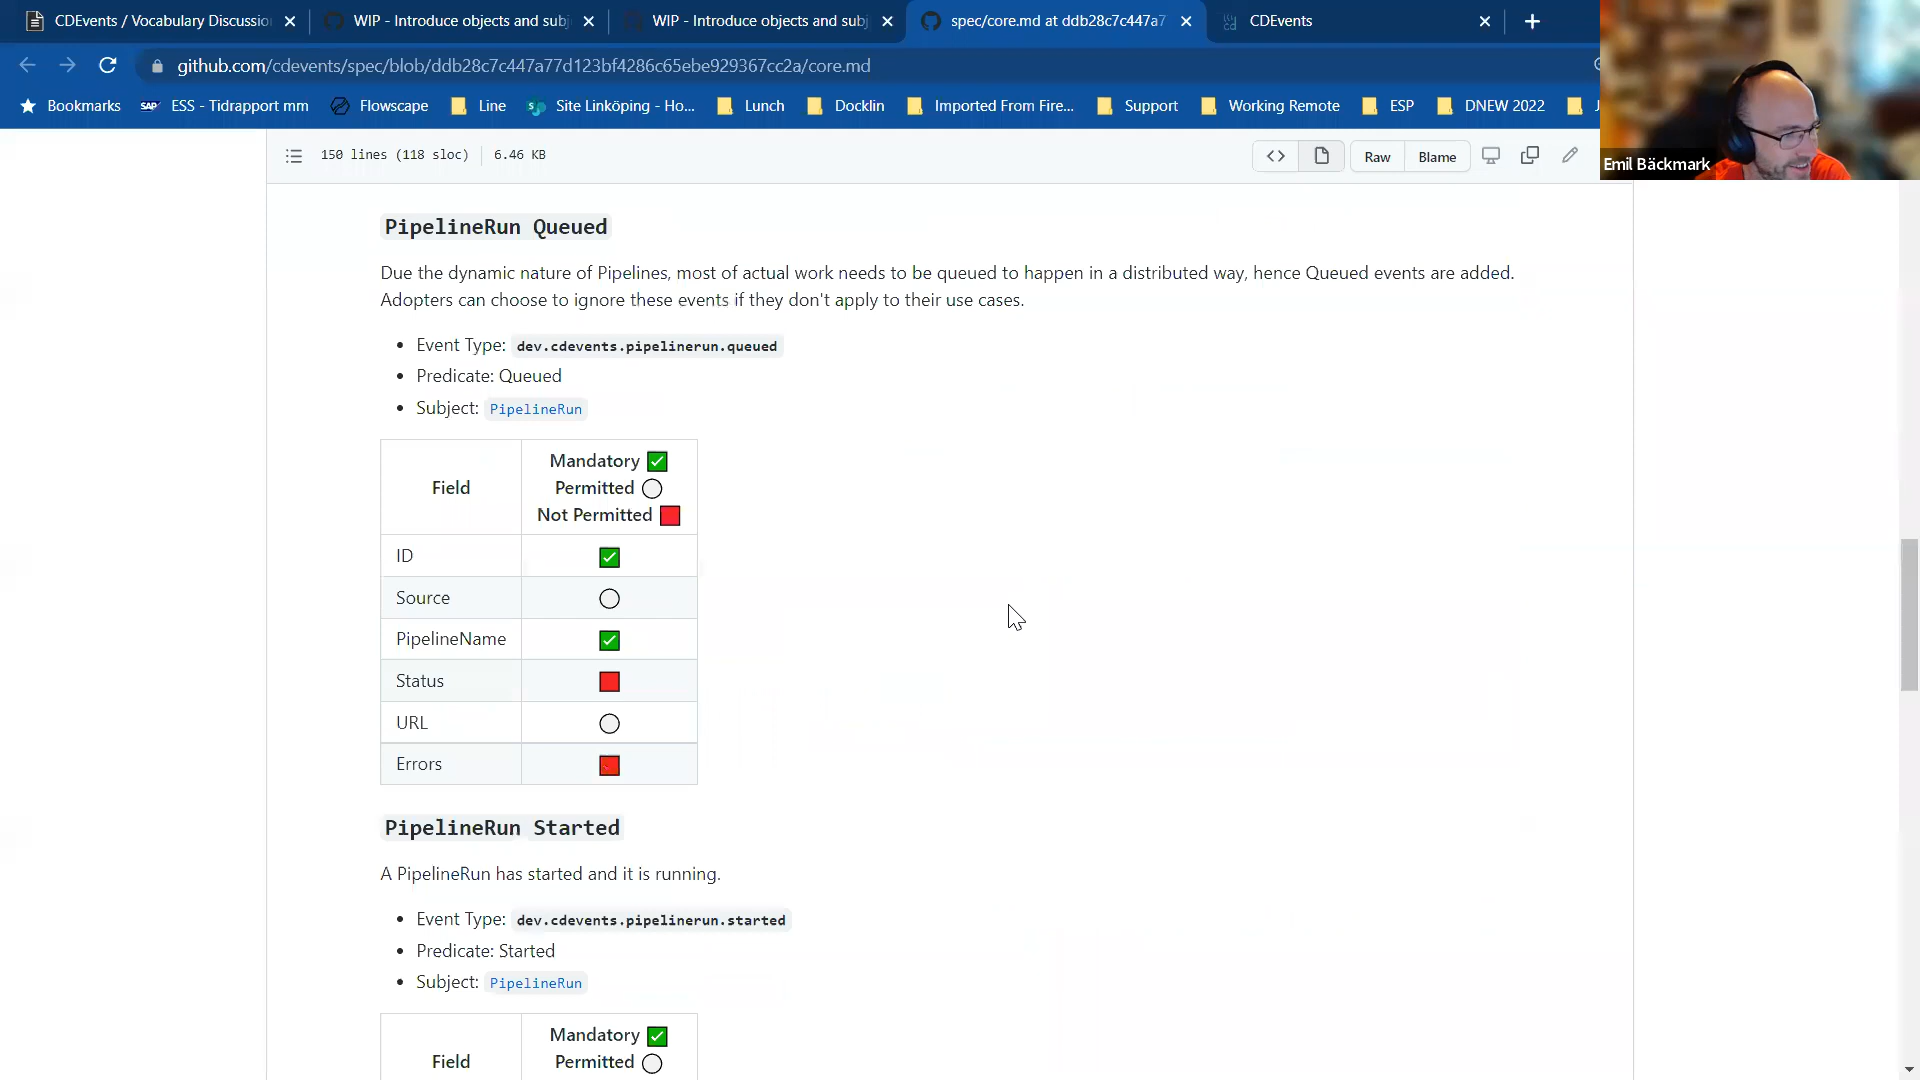 CDEvents / Vocabulary Discussio
WIP - Introduce objects and subj
WIP - Introduce objects and subj
spec/core.md at ddb28c7c447a7
CDEvents
github.com/cdevents/spec/blob/ddb28c7c447a77d123bf4286c65ebe929367cc2a/core.md
Bookmarks
SAP ESS - Tidrapport mm
Flowscape
Line
Site Linköping - Ho...
Lunch
Docklin
Imported From Fire...
Support
Working Remote
ESP
DNEW 2022
Emil Bäckmark
150 lines (118 sloc)
6.46 KB
Raw
Blame
PipelineRun Queued
Due the dynamic nature of Pipelines, most of actual work needs to be queued to happen in a distributed way, hence Queued events are added.
Adopters can choose to ignore these events if they don't apply to their use cases.
• Event Type: dev.cdevents.pipelinerun.queued
• Predicate: Queued
• Subject: PipelineRun
Field
Mandatory ✅
Permitted ⚪
Not Permitted 🟥
ID ✅
Source ⚪
PipelineName ✅
Status 🟥
URL ⚪
Errors 🟥
PipelineRun Started
A PipelineRun has started and it is running.
• Event Type: dev.cdevents.pipelinerun.started
• Predicate: Started
• Subject: PipelineRun
Field
Mandatory ✅
Permitted ⚪